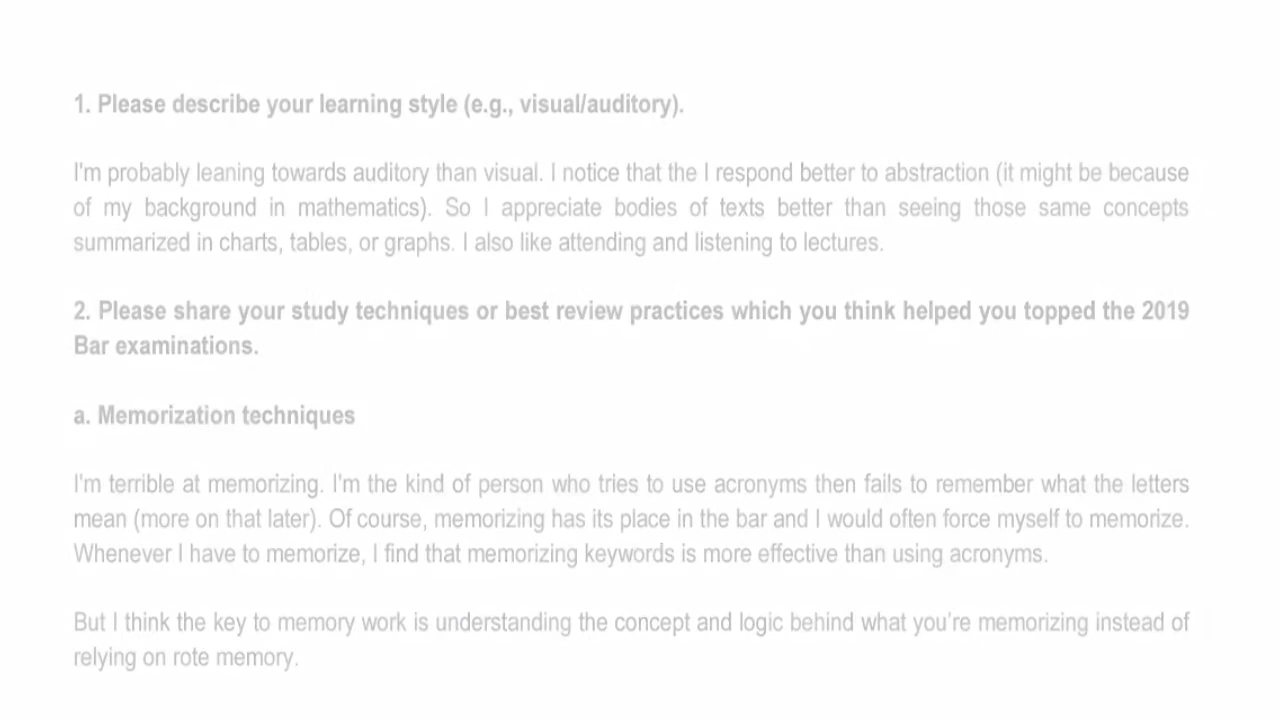 1. Please describe your learning style (e.g., visual/auditory).
I'm probably leaning towards auditory than visual. I notice that the I respond better to abstraction (it might be because
of my background in mathematics). So I appreciate bodies of texts better than seeing those same concepts
summarized in charts, tables, or graphs. I also like attending and listening to lectures.
2. Please share your study techniques or best review practices which you think helped you topped the 2019
Bar examinations.
a. Memorization techniques
I'm terrible at memorizing. I'm the kind of person who tries to use acronyms then fails to remember what the letters
mean (more on that later). Of course, memorizing has its place in the bar and I would often force myself to memorize.
Whenever I have to memorize, I find that memorizing keywords is more effective than using acronyms.
But I think the key to memory work is understanding the concept and logic behind what you're memorizing instead of
relying on rote memory.